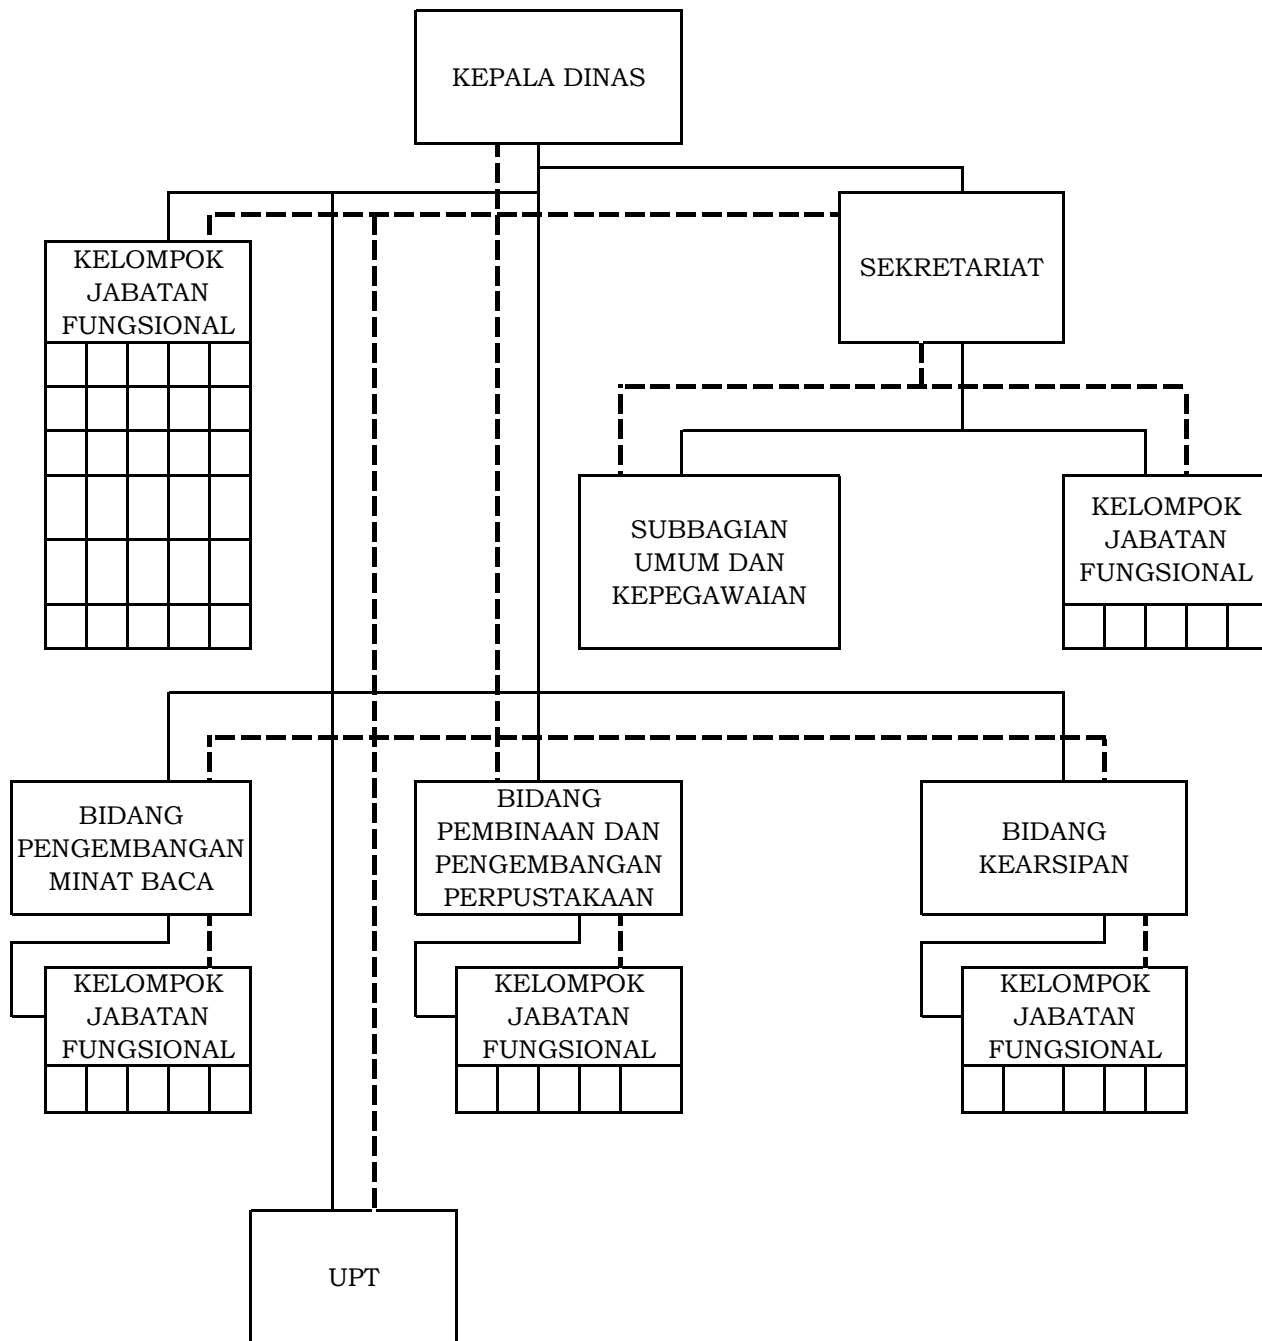 KEPALA DINAS
KELOMPOK
JABATAN
FUNGSIONAL
SEKRETARIAT
SUBBAGIAN
UMUM DAN
KEPEGAWAIAN
KELOMPOK
JABATAN
FUNGSIONAL
BIDANG
PENGEMBANGAN
MINAT BACA
BIDANG
PEMBINAAN DAN
PENGEMBANGAN
PERPUSTAKAAN
BIDANG
KEARSIPAN
KELOMPOK
JABATAN
FUNGSIONAL
KELOMPOK
JABATAN
FUNGSIONAL
KELOMPOK
JABATAN
FUNGSIONAL
UPT